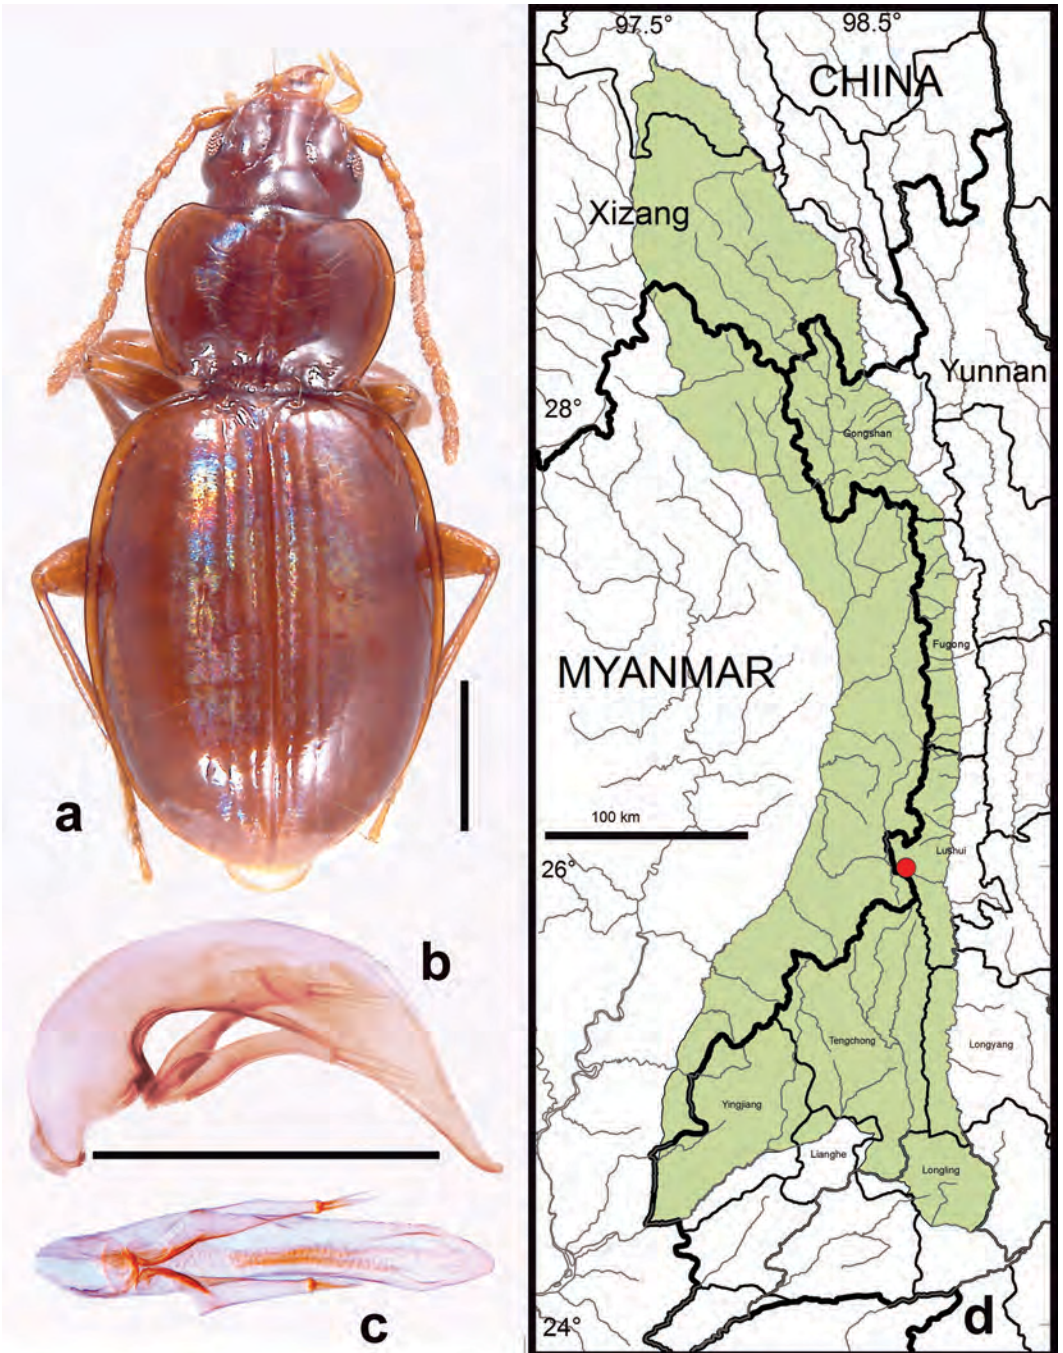 a
b
c
97.5°
98.5°
CHINA
Xizang
Yunnan
28°
Gongshan
Fugong
MYANMAR
100 km
Lushui
26°
Tengchong
Longyang
Yingjiang
Lianghe
Longling
24°
d